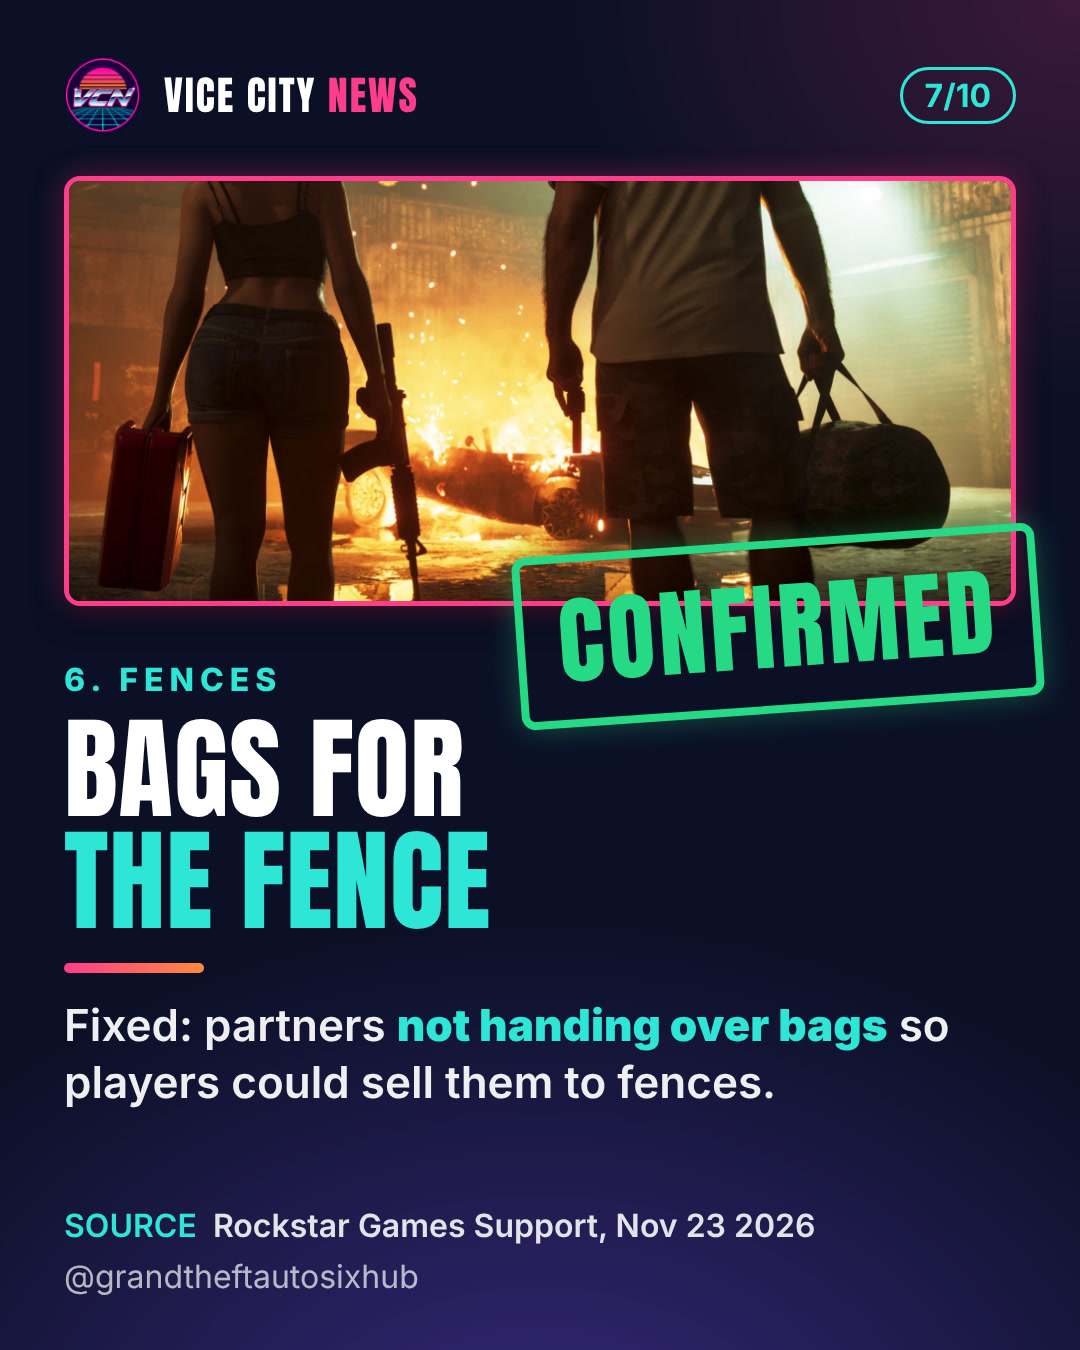 VCN
VICE CITY NEWS
7/10
CONFIRMED
6. FENCES
BAGS FOR
THE FENCE
Fixed: partners not handing over bags so
players could sell them to fences.
SOURCE Rockstar Games Support, Nov 23 2026
@grandtheftautosixhub